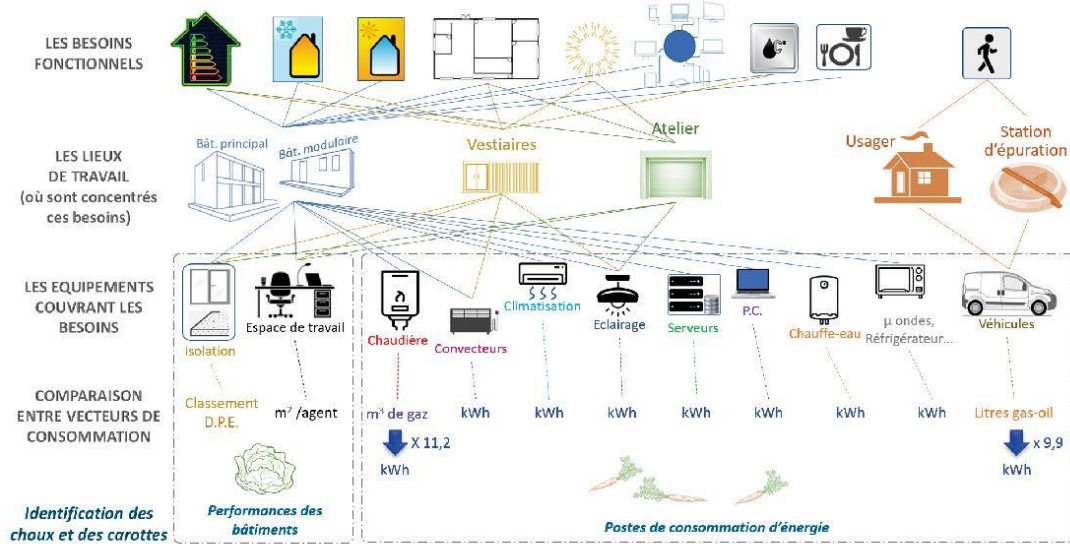 LES BESOINS
FONCTIONNELS
LES LIEUX
DE TRAVAIL
(où sont concentrés
ces besoins)
Bât. principal
Bât. modulaire
Vestiaires
Atelier
Usager
Station
d'épuration
LES EQUIPEMENTS
COUVRANT LES
BESOINS
Isolation
Espace de travail
Chaudière
Convecteurs
Climatisation
Eclairage
Serveurs
P.C.
Chauffe-eau
µ ondes,
Réfrigérateur...
Véhicules
COMPARAISON
ENTRE VECTEURS DE
CONSOMMATION
Classement
D.P.E.
m² /agent
m³ de gaz
kWh
kWh
kWh
kWh
kWh
kWh
kWh
Litres gas-oil
X 11,2
kWh
x 9,9
kWh
Identification des
choux et des carottes
Performances des
bâtiments
Postes de consommation d'énergie